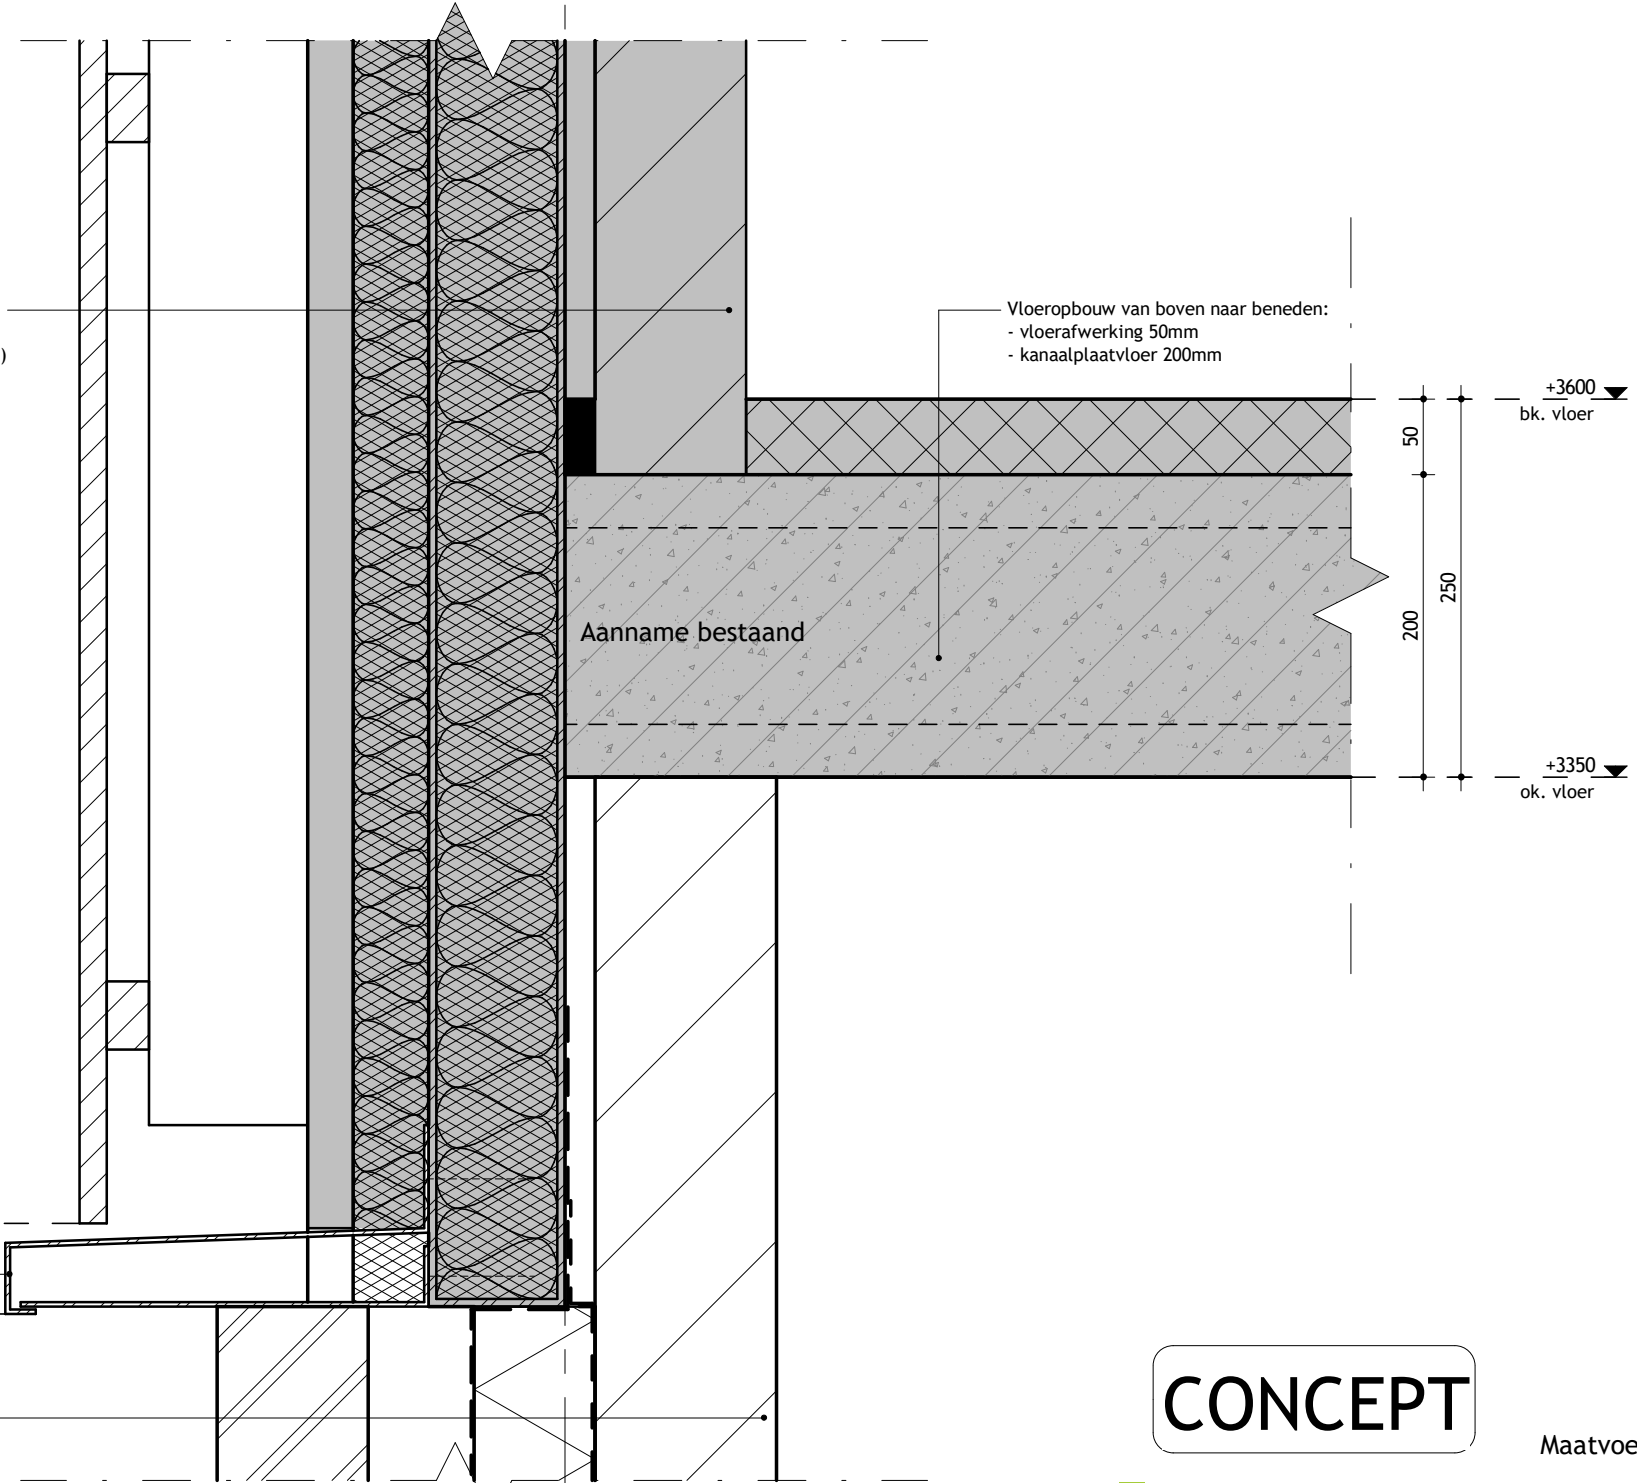 Vloeropbouw van boven naar beneden:
- vloerafwerking 50mm
- kanaalplaatvloer 200mm
)
+3600
bk. vloer
50
250
200
Aanname bestaand
+3350
ok. vloer
CONCEPT
Maatvoe